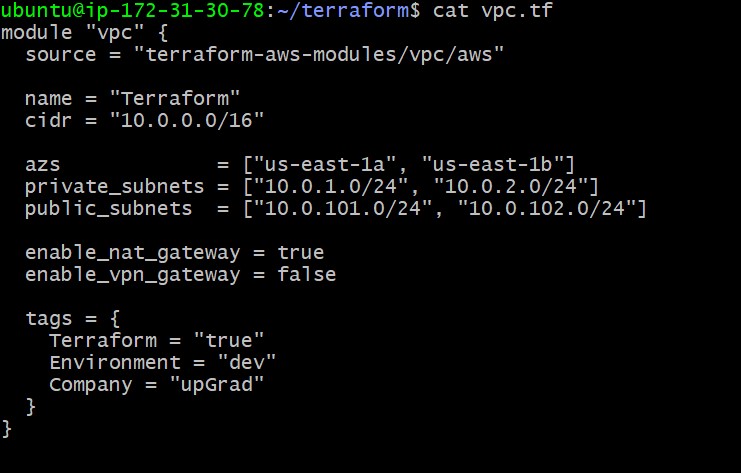 ubuntu@ip-172-31-30-78:~/terraform$ cat vpc.tf
module "vpc" {
  source = "terraform-aws-modules/vpc/aws"

  name = "Terraform"
  cidr = "10.0.0.0/16"

  azs             = ["us-east-1a", "us-east-1b"]
  private_subnets = ["10.0.1.0/24", "10.0.2.0/24"]
  public_subnets  = ["10.0.101.0/24", "10.0.102.0/24"]

  enable_nat_gateway = true
  enable_vpn_gateway = false

  tags = {
    Terraform = "true"
    Environment = "dev"
    Company = "upGrad"
  }
}